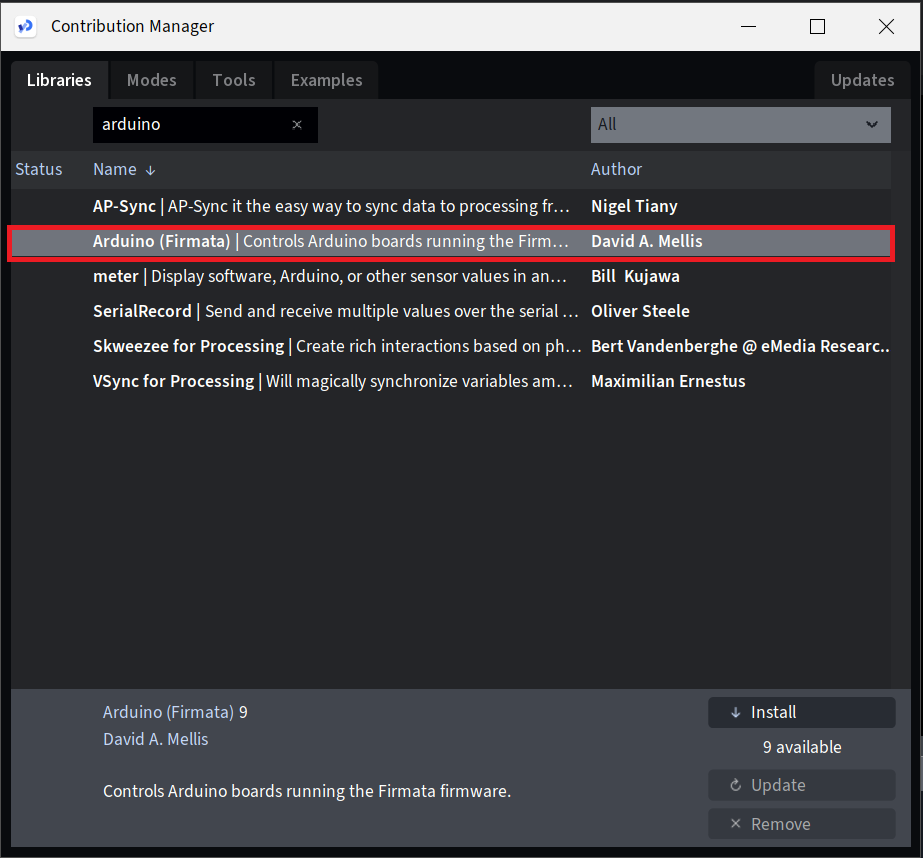 Contribution Manager
Libraries Modes Tools Examples Updates
arduino All
Status Name ↓ Author
AP-Sync | AP-Sync it the easy way to sync data to processing fr... Nigel Tiany
Arduino (Firmata) | Controls Arduino boards running the Firm... David A. Mellis
meter | Display software, Arduino, or other sensor values in an... Bill  Kujawa
SerialRecord | Send and receive multiple values over the serial ... Oliver Steele
Skweezee for Processing | Create rich interactions based on ph... Bert Vandenberghe @ eMedia Researc..
VSync for Processing | Will magically synchronize variables am... Maximilian Ernestus
Arduino (Firmata) 9
David A. Mellis
Controls Arduino boards running the Firmata firmware.
Install
9 available
Update
Remove